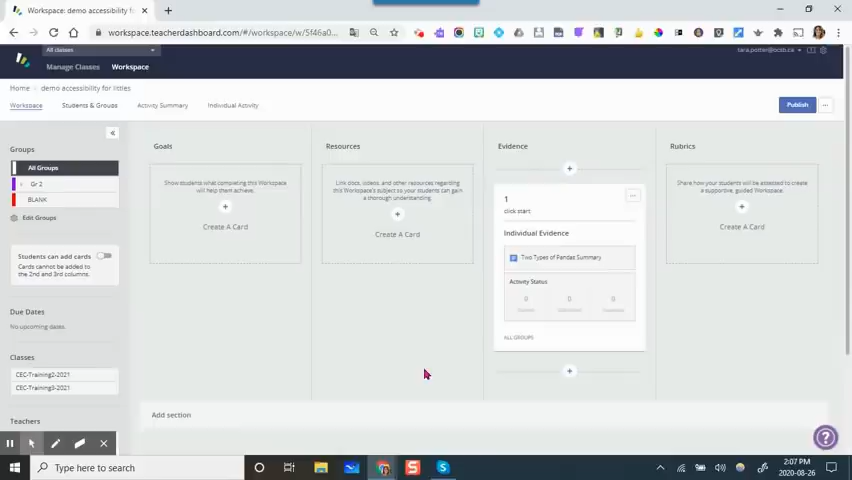 Workspace: demo accessibility fo
workspace.teacherdashboard.com/#/workspace/w/5f46a0...
All classes
tara.potter@ocsb.ca
Manage Classes
Workspace
Home
demo accessibility for littles
Workspace
Students & Groups
Activity Summary
Individual Activity
Publish
Groups
All Groups
Gr 2
BLANK
Edit Groups
Students can add cards
Cards cannot be added to
the 2nd and 3rd columns.
Due Dates
No upcoming dates.
Classes
CEC-Training2-2021
CEC-Training3-2021
Teachers
Goals
Show students what completing this Workspace
will help them achieve.
Create A Card
Resources
Link docs, videos, and other resources regarding
this Workspace's subject so your students can gain
a thorough understanding.
Create A Card
Evidence
1
click start
Individual Evidence
Two Types of Pandas Summary
Activity Status
0 0 0
ALL GROUPS
Rubrics
Share how your students will be assessed to create a
supportive, guided Workspace.
Create A Card
Add section
Type here to search
2:07 PM
2020-08-26